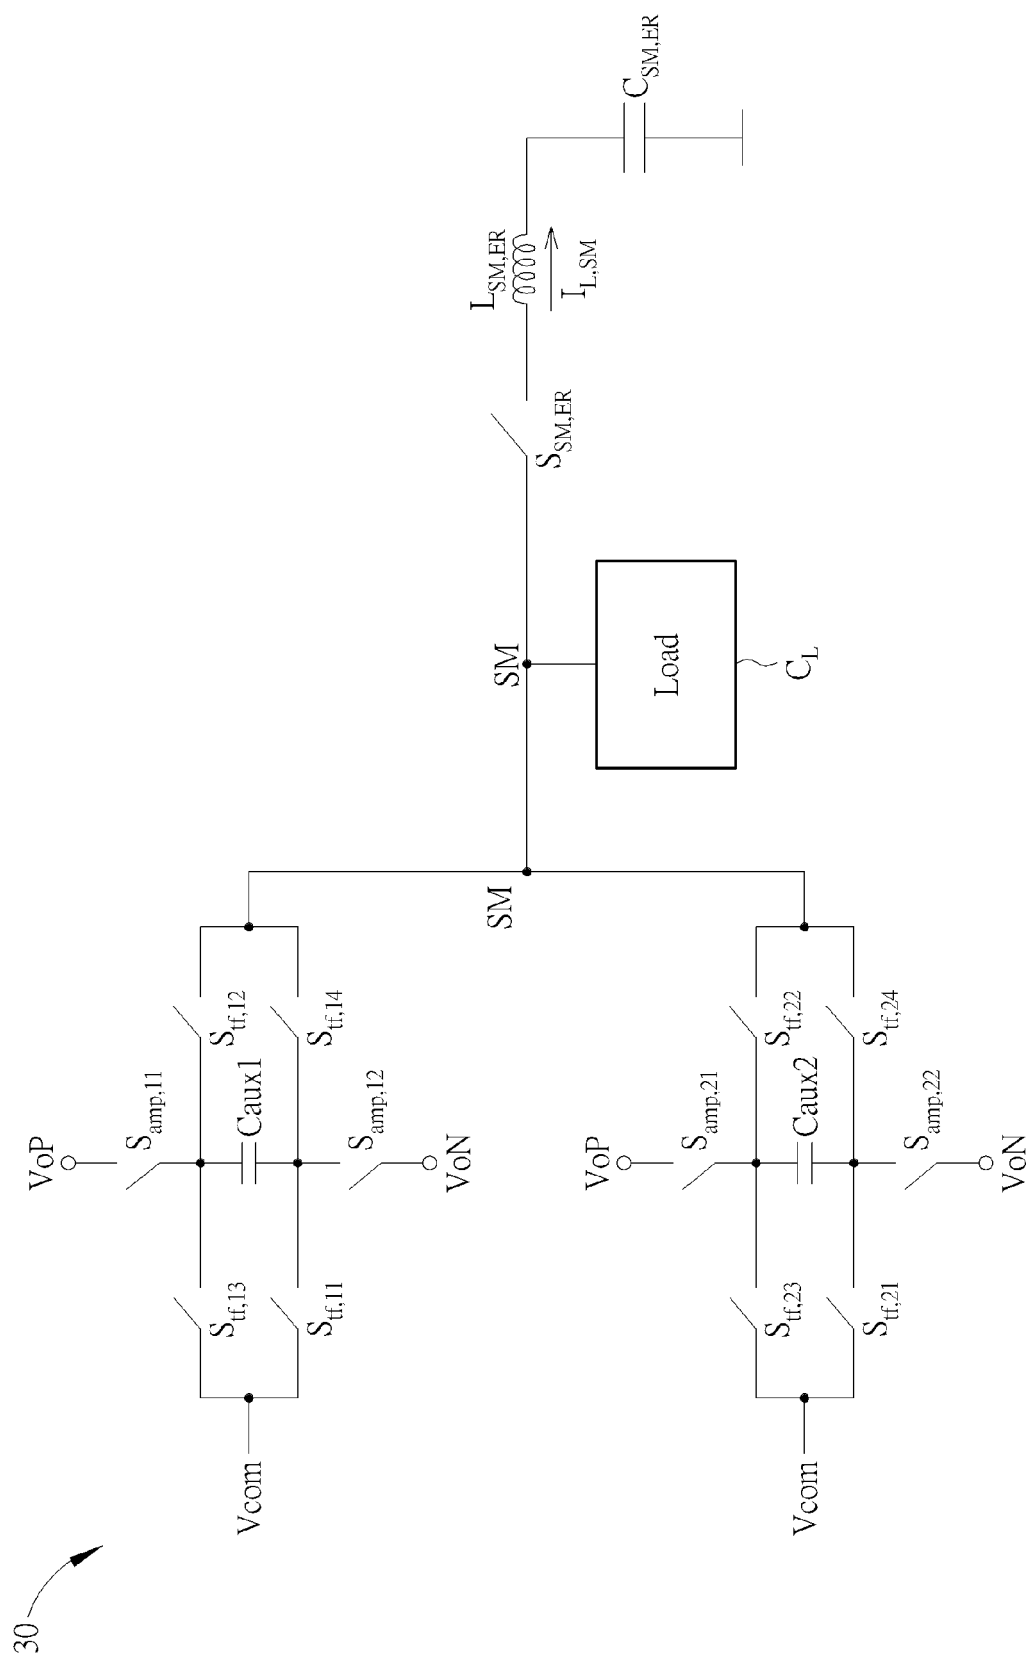 30
VoP
S_amp,11
S_tf,13
S_tf,12
Vcom
Caux1
S_tf,11
S_tf,14
S_amp,12
VoN
SM
SM
S_SM,ER
L_SM,ER
I_L,SM
C_SM,ER
Load
C_L
VoP
S_amp,21
S_tf,23
S_tf,22
Vcom
Caux2
S_tf,21
S_tf,24
S_amp,22
VoN